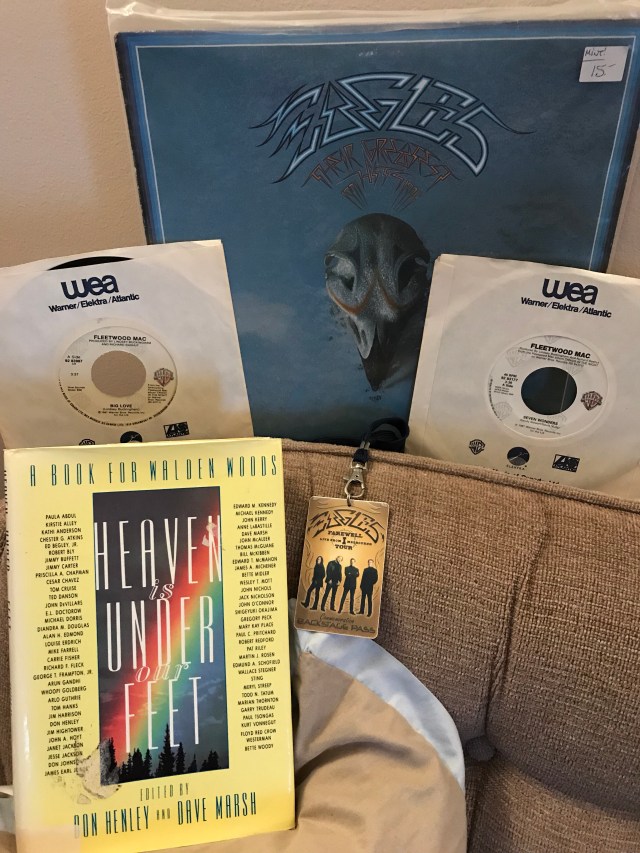 MINT!
15.-
EAGLES
THEIR GREATEST
HITS
wea
Warner/Elektra/Atlantic
FLEETWOOD MAC
A Side
BIG LOVE
wea
Warner/Elektra/Atlantic
FLEETWOOD MAC
SEVEN WONDERS
A BOOK FOR WALDEN WOODS
PAULA ABDUL
KIRSTIE ALLEY
KATHI ANDERSON
CHESTER G. ATKINS
ED BEGLEY, JR.
ROBERT BLY
JIMMY BUFFETT
JIMMY CARTER
PRISCILLA A. CHAPMAN
CESAR CHAVEZ
TOM CRUISE
TED DANSON
JOHN DeVILLARS
E.L. DOCTOROW
MICHAEL DORRIS
DIANDRA M. DOUGLAS
ALAN H. EDMOND
LOUISE ERDRICH
MIKE FARRELL
CARRIE FISHER
RICHARD F. FLECK
GEORGE T. FRAMPTON, JR.
ARUN GANDHI
WHOOPI GOLDBERG
ARLO GUTHRIE
TOM HANKS
JIM HARRISON
DON HENLEY
JIM HIGHTOWER
JOHN A. HOYT
JANET JACKSON
JESSE JACKSON
DON JOHNSON
JAMES EARL
HEAVEN
is
UNDER
our
FEET
EDWARD M. KENNEDY
MICHAEL KENNEDY
JOHN KERRY
ANNE LaBASTILLE
DAVE MARSH
JOHN McALEER
THOMAS McGUANE
BILL McKIBBEN
EDWARD T. McMAHON
JAMES A. MICHENER
BETTE MIDLER
WESLEY T. MOTT
JOHN NICHOLS
JACK NICHOLSON
JOHN O'CONNOR
SHIGEYUKI OKAJIMA
GREGORY PECK
MARY KAY PLACE
PAUL C. PRITCHARD
ROBERT REDFORD
PAT RILEY
MARTIN J. ROSEN
EDMUND A. SCHOFIELD
WALLACE STEGNER
STING
MERYL STREEP
TODD N. TATUM
MARIAN THORNTON
GARRY TRUDEAU
PAUL TSONGAS
KURT VONNEGUT
FLOYD RED CROW
WESTERMAN
BETTE WOODY
EDITED BY
DON HENLEY AND DAVE MARSH
EAGLES
FAREWELL
I
LIVE FROM MELBOURNE
TOUR
BACKSTAGE PASS